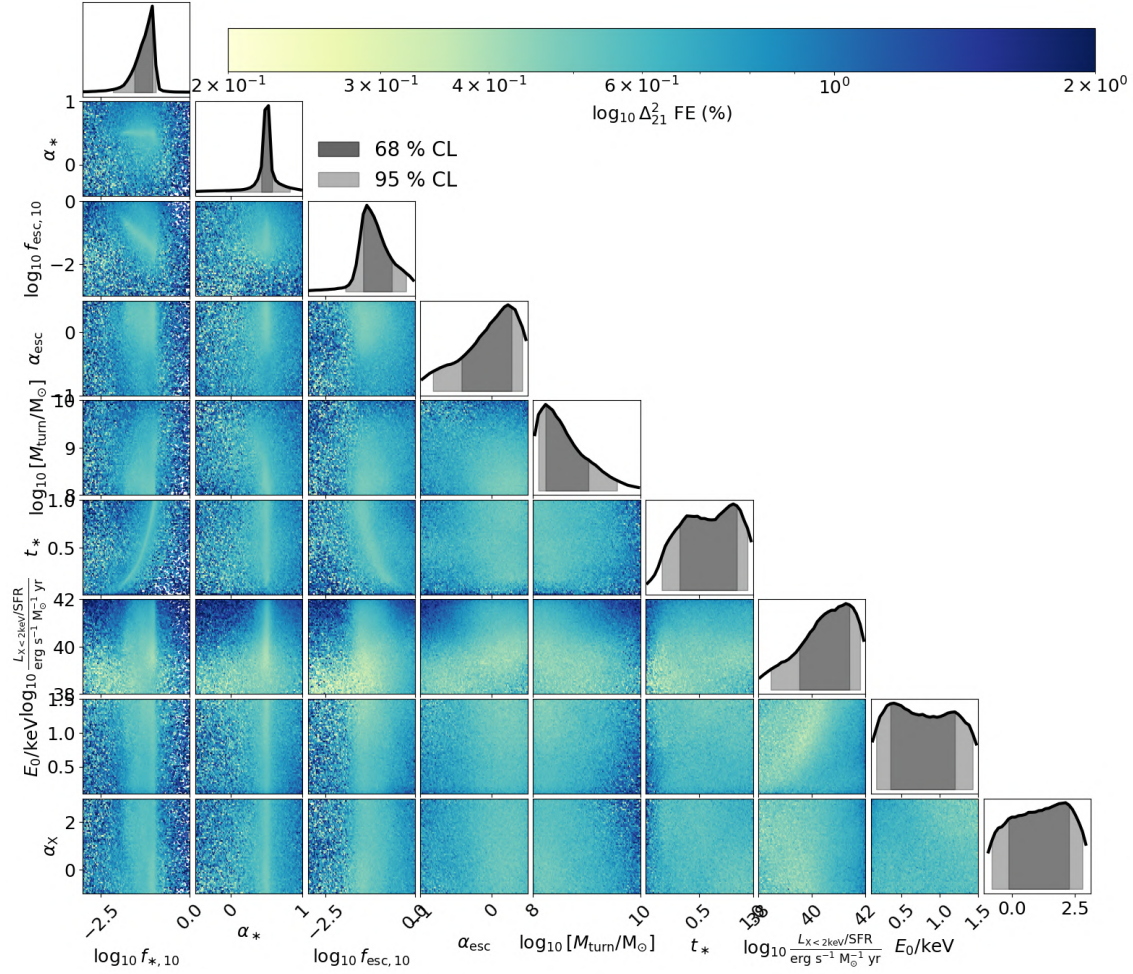 2 × 10⁻¹ 3 × 10⁻¹ 4 × 10⁻¹ 6 × 10⁻¹ 10⁰ 2 × 10⁰
log₁₀ Δ²₂₁ FE (%)
68 % CL
95 % CL
α* 1 0
log₁₀ f_esc,10 0 −2
α_esc 0 −1
log₁₀ [M_turn/M⊙] 10 9 8
t* 1.0 0.5
log₁₀ L_X<2keV/SFR / erg s⁻¹ M⊙⁻¹ yr 42 40 38
E₀/keV 1.5 1.0 0.5
α_X 2 0
−2.5 0.0 0 1 −2.5 0.0 −1 0 8 10 0.5 1.0 38 40 42 0.5 1.0 1.5 0.0 2.5
log₁₀ f*,10 α* log₁₀ f_esc,10 α_esc log₁₀ [M_turn/M⊙] t* log₁₀ L_X<2keV/SFR / erg s⁻¹ M⊙⁻¹ yr E₀/keV